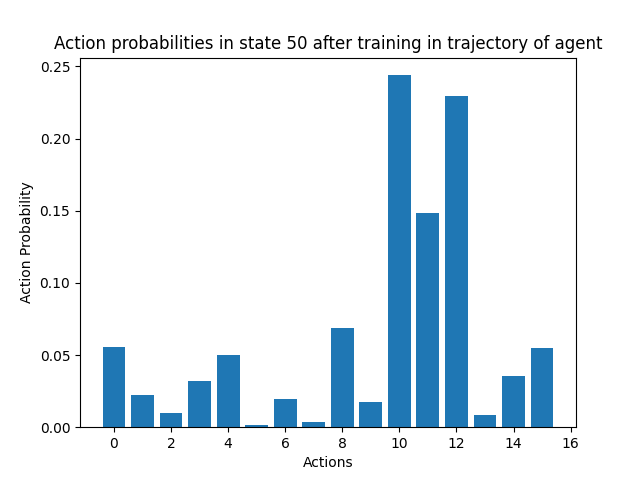 Action probabilities in state 50 after training in trajectory of agent
0.25
0.20
0.15
0.10
0.05
0.00
Action Probability
0 2 4 6 8 10 12 14 16
Actions